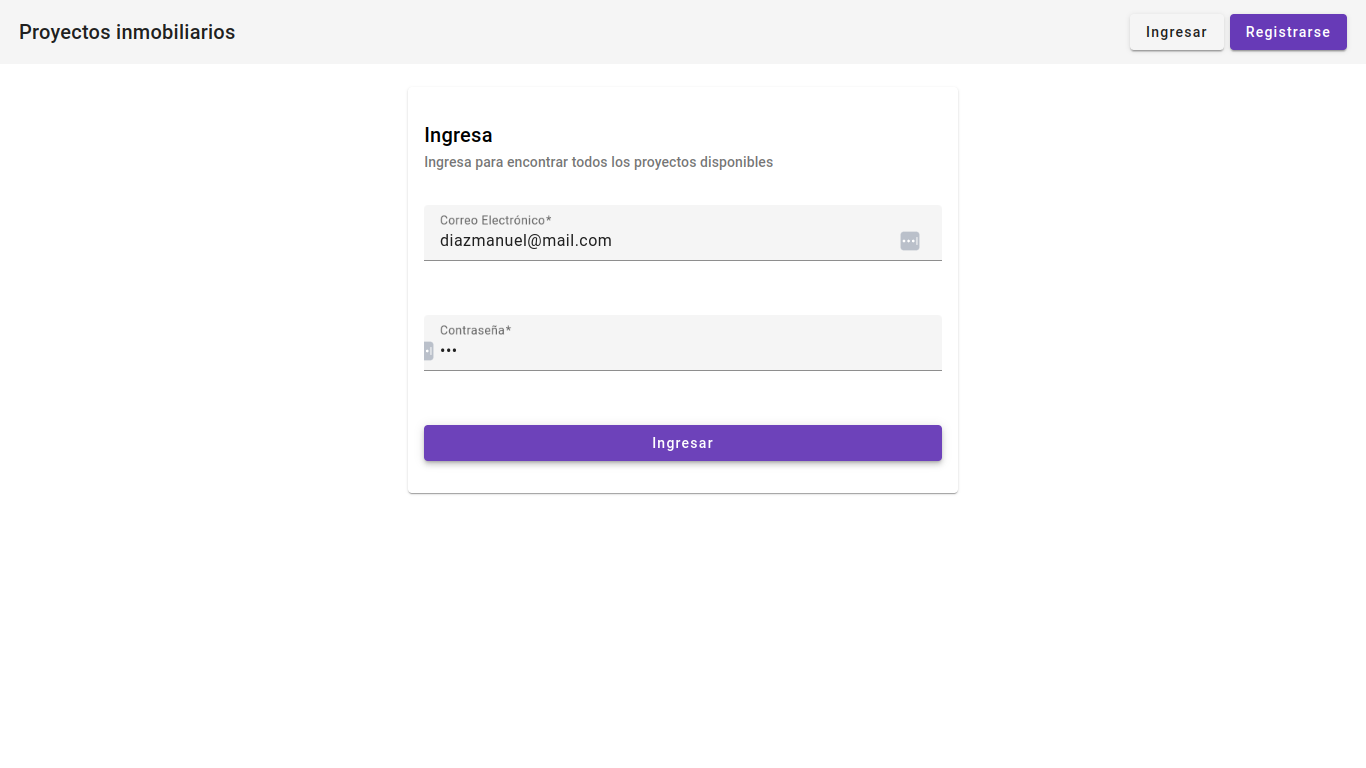 Proyectos inmobiliarios
Ingresar
Registrarse
Ingresa
Ingresa para encontrar todos los proyectos disponibles
Correo Electrónico*
diazmanuel@mail.com
Contraseña*
•••
Ingresar